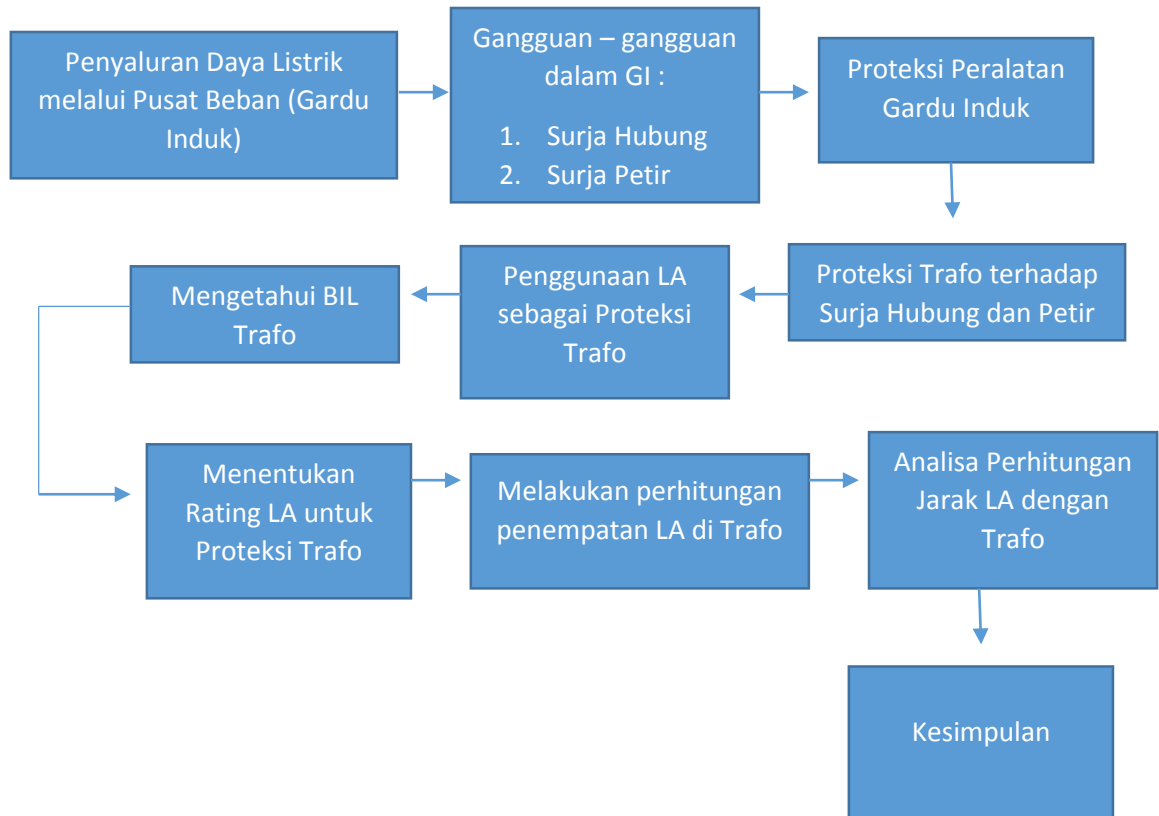 Penyaluran Daya Listrik
melalui Pusat Beban (Gardu
Induk)
Gangguan – gangguan
dalam GI :
1. Surja Hubung
2. Surja Petir
Proteksi Peralatan
Gardu Induk
Proteksi Trafo terhadap
Surja Hubung dan Petir
Penggunaan LA
sebagai Proteksi
Trafo
Mengetahui BIL
Trafo
Menentukan
Rating LA untuk
Proteksi Trafo
Melakukan perhitungan
penempatan LA di Trafo
Analisa Perhitungan
Jarak LA dengan
Trafo
Kesimpulan